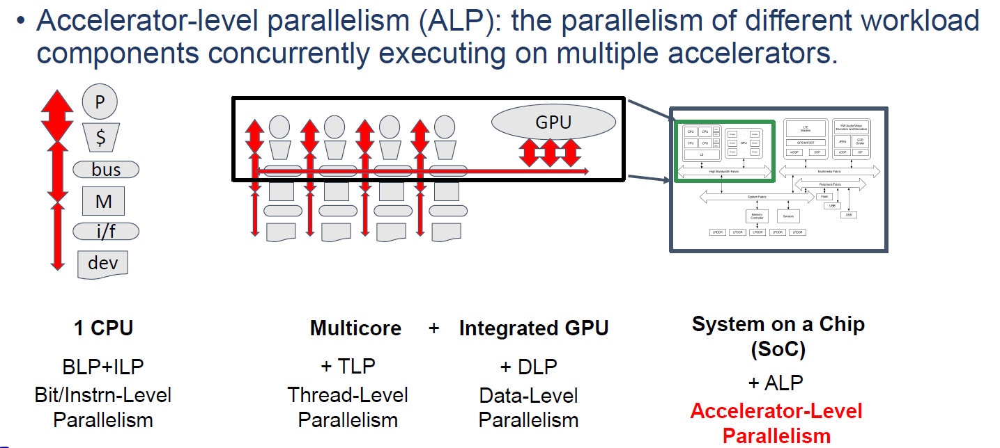 • Accelerator-level parallelism (ALP): the parallelism of different workload
components concurrently executing on multiple accelerators.
P
$
bus
M
i/f
dev
GPU
CPU CPU
CPU CPU
GPU
L2
High Bandwidth Fabric
LTE
Modem
GPS/WiFi/BT
mDSP DSP
HW Audio/Video
Encoders and Decoders
JPEG
G2D
Scaler
cDSP ISP
Multimedia Fabric
Peripheral Fabric
System Fabric
Flash
USB
USB
Memory
Controller
Sensors
LPDDR LPDDR LPDDR LPDDR LPDDR
1 CPU
BLP+ILP
Bit/Instrn-Level
Parallelism
Multicore + Integrated GPU
+ TLP
Thread-Level
Parallelism
+ DLP
Data-Level
Parallelism
System on a Chip
(SoC)
+ ALP
Accelerator-Level
Parallelism